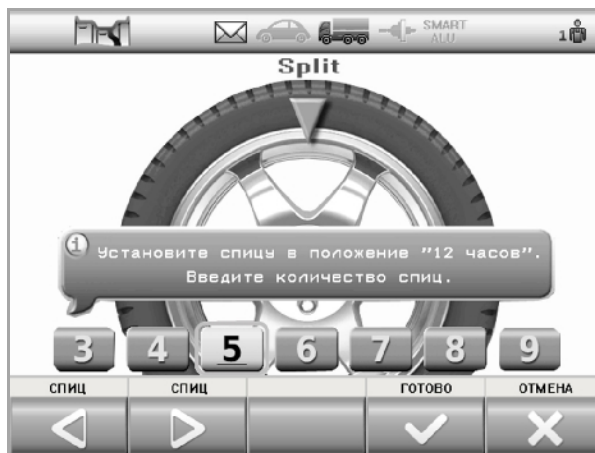 SMART
ALU
1
Split
Установите спицу в положение "12 часов".
Введите количество спиц.
3 4 5 6 7 8 9
СПИЦ СПИЦ ГОТОВО ОТМЕНА